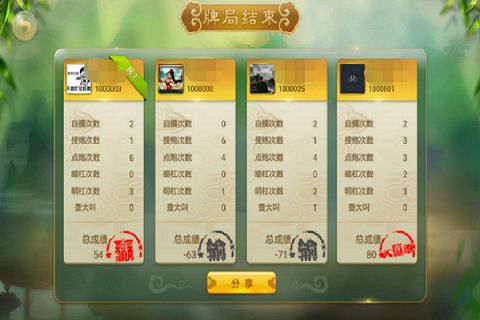 牌局结束
1000003
自摸次数 2
接炮次数 1
点炮次数 6
暗杠次数 0
明杠次数 3
查大叫 0
总成绩
54
赢
1000000
自摸次数 0
接炮次数 6
点炮次数 4
暗杠次数 0
明杠次数 1
查大叫 0
总成绩
-63
输
1000025
自摸次数 2
接炮次数 1
点炮次数 4
暗杠次数 0
明杠次数 2
查大叫 1
总成绩
-71
输
1000001
自摸次数 2
接炮次数 3
点炮次数 3
暗杠次数 2
明杠次数 3
查大叫 0
总成绩
80
大赢家
分享